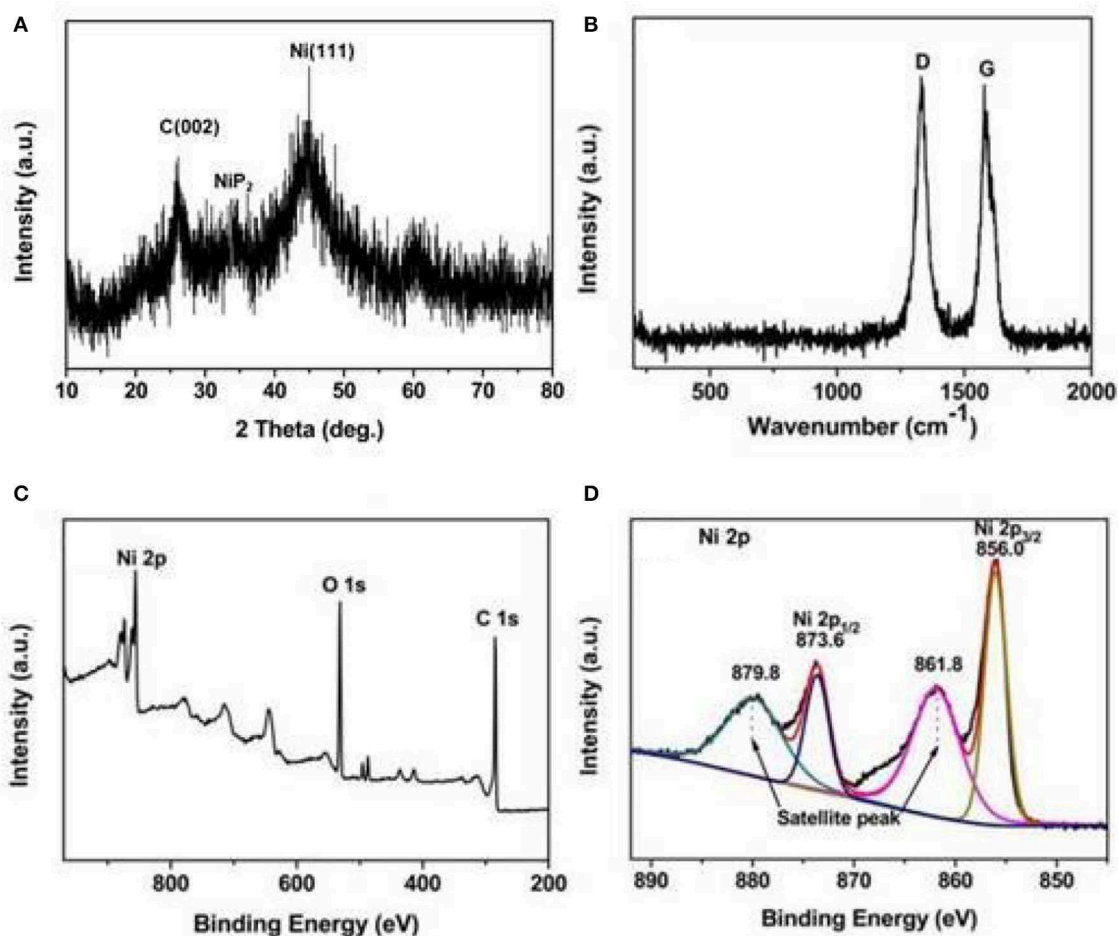 A
Ni(111)
C(002)
NiP₂
Intensity (a.u.)
10 20 30 40 50 60 70 80
2 Theta (deg.)
B
D G
Intensity (a.u.)
500 1000 1500 2000
Wavenumber (cm⁻¹)
C
Ni 2p
O 1s
C 1s
Intensity (a.u.)
800 600 400 200
Binding Energy (eV)
D
Ni 2p
Ni 2p₃/₂
856.0
Ni 2p₁/₂
873.6
879.8
861.8
Satellite peak
Intensity (a.u.)
890 880 870 860 850
Binding Energy (eV)